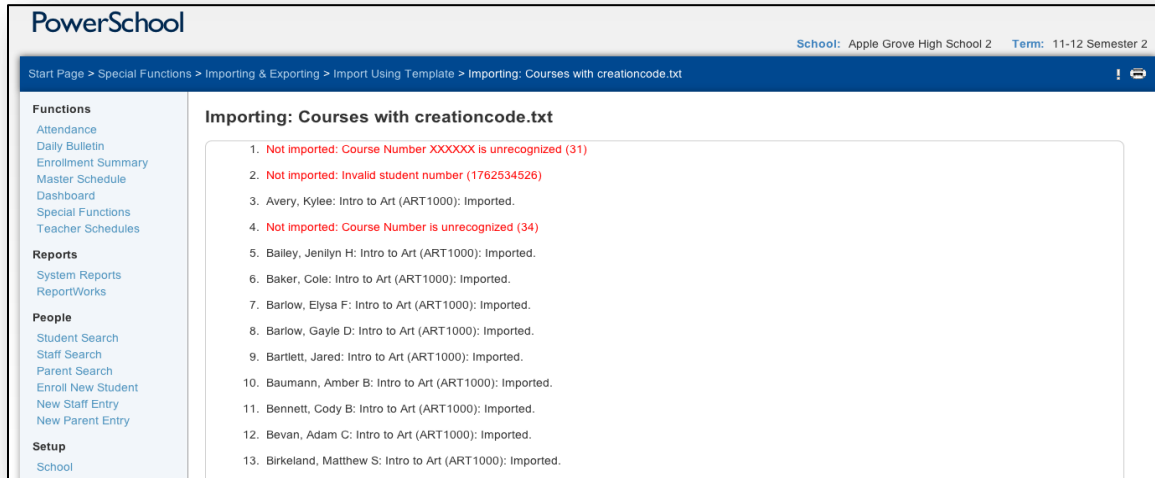 PowerSchool
School: Apple Grove High School 2 Term: 11-12 Semester 2
Start Page > Special Functions > Importing & Exporting > Import Using Template > Importing: Courses with creationcode.txt !
Functions
Attendance
Daily Bulletin
Enrollment Summary
Master Schedule
Dashboard
Special Functions
Teacher Schedules
Reports
System Reports
ReportWorks
People
Student Search
Staff Search
Parent Search
Enroll New Student
New Staff Entry
New Parent Entry
Setup
School
Importing: Courses with creationcode.txt
1. Not imported: Course Number XXXXXX is unrecognized (31)
2. Not imported: Invalid student number (1762534526)
3. Avery, Kylee: Intro to Art (ART1000): Imported.
4. Not imported: Course Number is unrecognized (34)
5. Bailey, Jenilyn H: Intro to Art (ART1000): Imported.
6. Baker, Cole: Intro to Art (ART1000): Imported.
7. Barlow, Elysa F: Intro to Art (ART1000): Imported.
8. Barlow, Gayle D: Intro to Art (ART1000): Imported.
9. Bartlett, Jared: Intro to Art (ART1000): Imported.
10. Baumann, Amber B: Intro to Art (ART1000): Imported.
11. Bennett, Cody B: Intro to Art (ART1000): Imported.
12. Bevan, Adam C: Intro to Art (ART1000): Imported.
13. Birkeland, Matthew S: Intro to Art (ART1000): Imported.